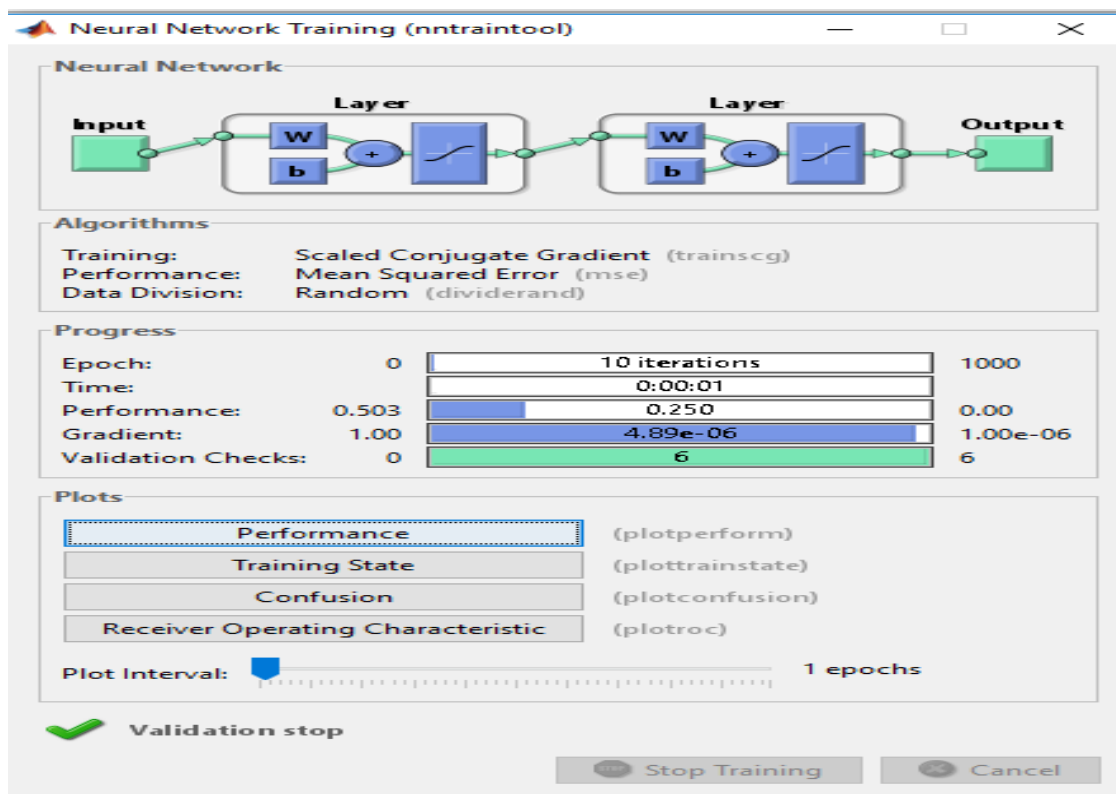 Neural Network Training (nntraintool)
Neural Network
Layer
Layer
Input
Output
W
b
+
W
b
+
Algorithms
Training: Scaled Conjugate Gradient (trainscg)
Performance: Mean Squared Error (mse)
Data Division: Random (dividerand)
Progress
Epoch: 0 10 iterations 1000
Time: 0:00:01
Performance: 0.503 0.250 0.00
Gradient: 1.00 4.89e-06 1.00e-06
Validation Checks: 0 6 6
Plots
Performance (plotperform)
Training State (plottrainstate)
Confusion (plotconfusion)
Receiver Operating Characteristic (plotroc)
Plot Interval: 1 epochs
Validation stop
Stop Training Cancel